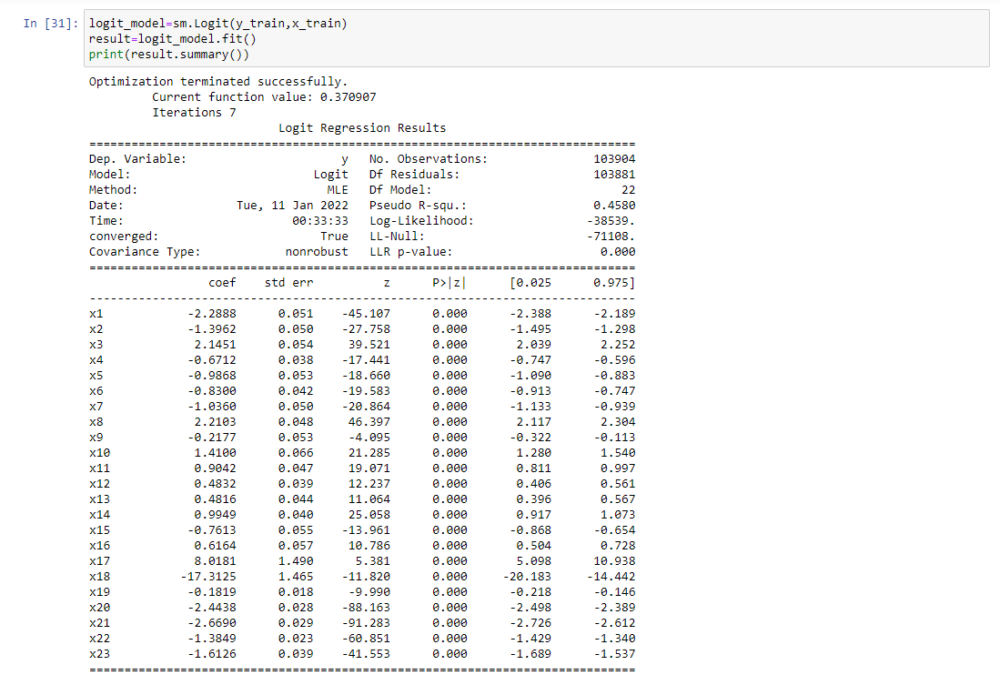 In [31]: logit_model=sm.Logit(y_train,x_train)
result=logit_model.fit()
print(result.summary())
Optimization terminated successfully.
         Current function value: 0.370907
         Iterations 7
                           Logit Regression Results
==============================================================================
Dep. Variable:                      y   No. Observations:               103904
Model:                          Logit   Df Residuals:                   103881
Method:                           MLE   Df Model:                           22
Date:                Tue, 11 Jan 2022   Pseudo R-squ.:                  0.4580
Time:                        00:33:33   Log-Likelihood:                -38539.
converged:                       True   LL-Null:                       -71108.
Covariance Type:            nonrobust   LLR p-value:                     0.000
==============================================================================
                 coef    std err          z      P>|z|      [0.025      0.975]
------------------------------------------------------------------------------
x1            -2.2888      0.051    -45.107      0.000      -2.388      -2.189
x2            -1.3962      0.050    -27.758      0.000      -1.495      -1.298
x3             2.1451      0.054     39.521      0.000       2.039       2.252
x4            -0.6712      0.038    -17.441      0.000      -0.747      -0.596
x5            -0.9868      0.053    -18.660      0.000      -1.090      -0.883
x6            -0.8300      0.042    -19.583      0.000      -0.913      -0.747
x7            -1.0360      0.050    -20.864      0.000      -1.133      -0.939
x8             2.2103      0.048     46.397      0.000       2.117       2.304
x9            -0.2177      0.053     -4.095      0.000      -0.322      -0.113
x10            1.4100      0.066     21.285      0.000       1.280       1.540
x11            0.9042      0.047     19.071      0.000       0.811       0.997
x12            0.4832      0.039     12.237      0.000       0.406       0.561
x13            0.4816      0.044     11.064      0.000       0.396       0.567
x14            0.9949      0.040     25.058      0.000       0.917       1.073
x15           -0.7613      0.055    -13.961      0.000      -0.868      -0.654
x16            0.6164      0.057     10.786      0.000       0.504       0.728
x17            8.0181      1.490      5.381      0.000       5.098      10.938
x18          -17.3125      1.465    -11.820      0.000     -20.183     -14.442
x19           -0.1819      0.018     -9.990      0.000      -0.218      -0.146
x20           -2.4438      0.028    -88.163      0.000      -2.498      -2.389
x21           -2.6690      0.029    -91.283      0.000      -2.726      -2.612
x22           -1.3849      0.023    -60.851      0.000      -1.429      -1.340
x23           -1.6126      0.039    -41.553      0.000      -1.689      -1.537
==============================================================================